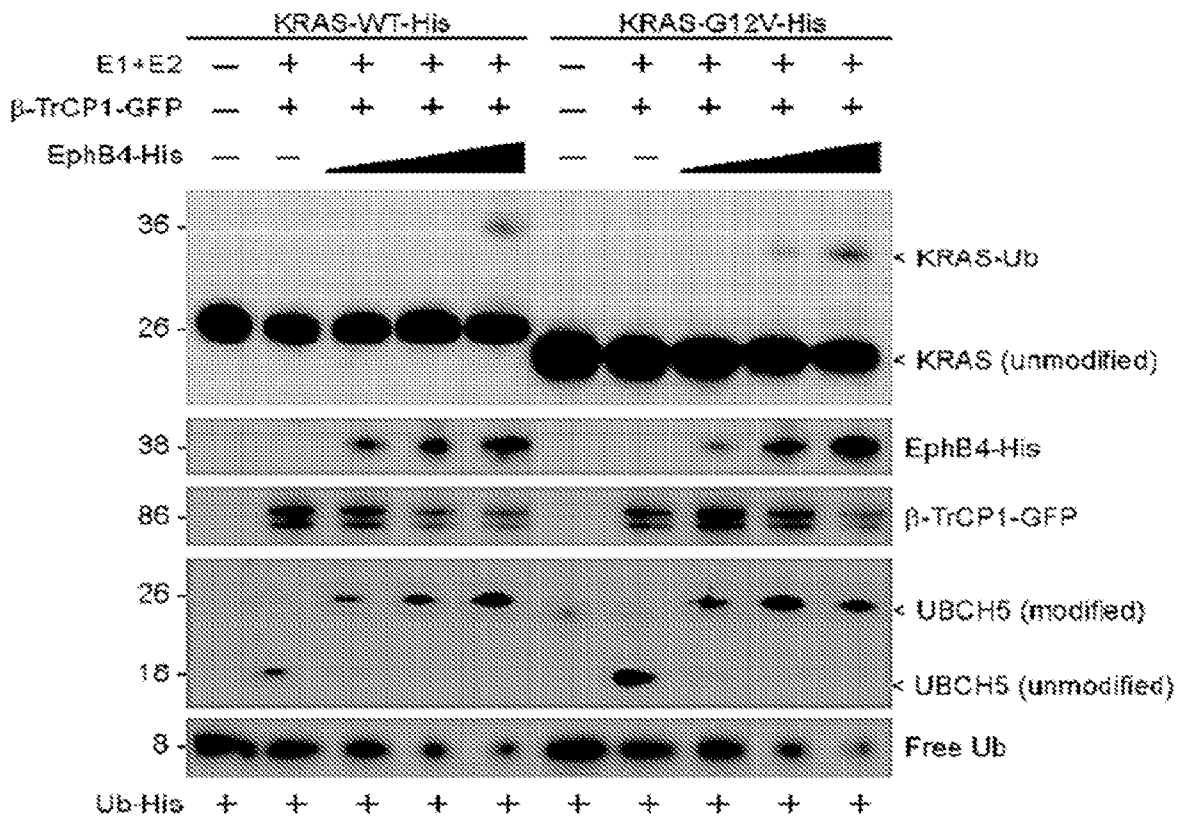 KRAS-WT-His KRAS-G12V-His
E1+E2 — + + + + — + + + +
β-TrCP1-GFP — + + + + — + + + +
EphB4-His — — — —
36
< KRAS-Ub
26
< KRAS (unmodified)
38 EphB4-His
86 β-TrCP1-GFP
26
< UBCH5 (modified)
18
< UBCH5 (unmodified)
8 Free Ub
Ub-His + + + + + + + + + +